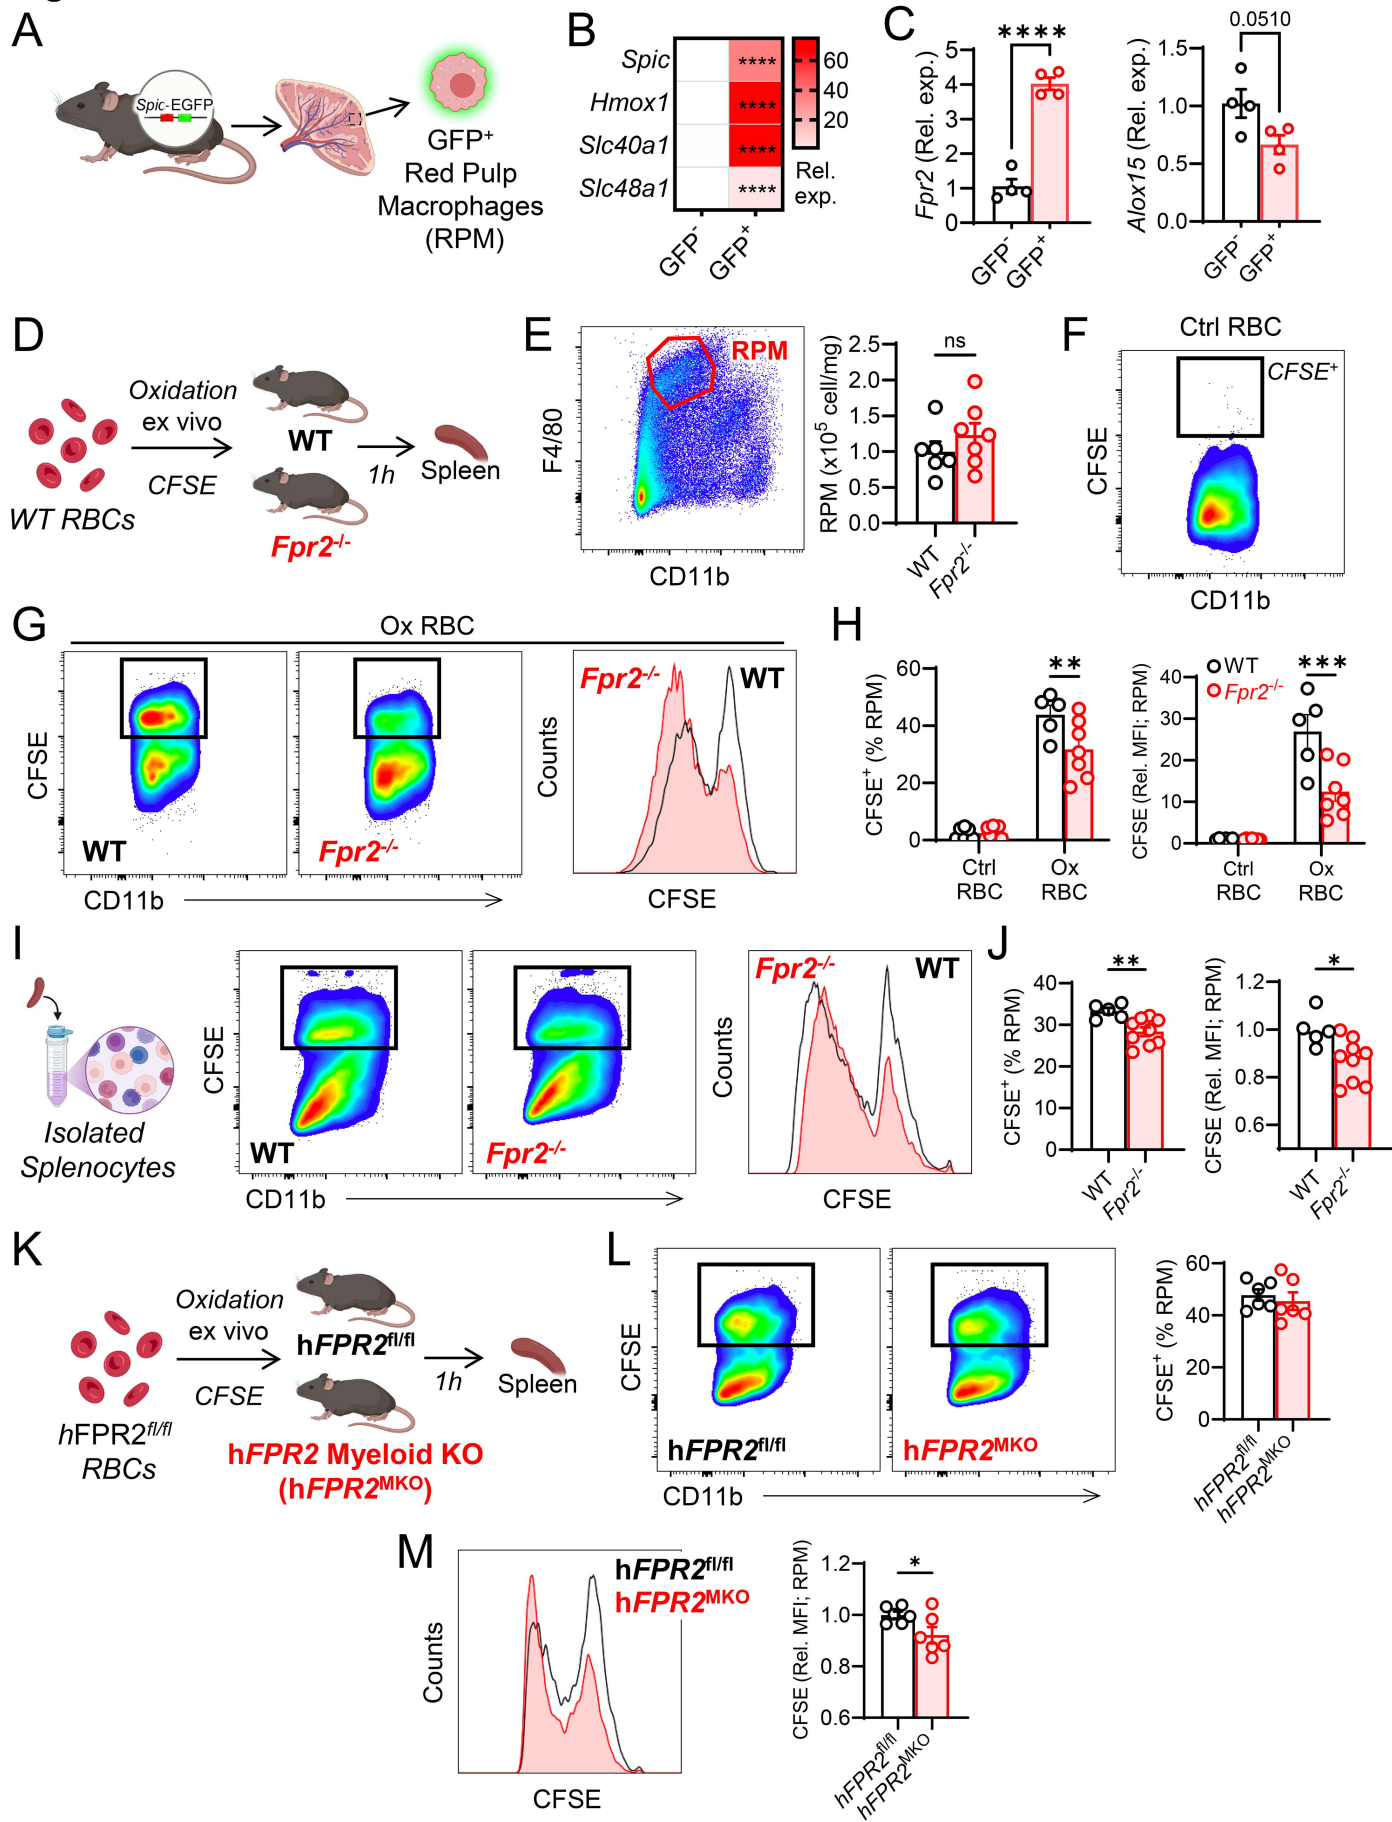 A
Spic-EGFP
GFP+
Red Pulp
Macrophages
(RPM)
B
Spic
Hmox1
Slc40a1
Slc48a1
****
****
****
****
60
40
20
Rel.
exp.
GFP-
GFP+
C
****
Fpr2 (Rel. exp.)
5
4
3
2
1
0
GFP-
GFP+
0.0510
Alox15 (Rel. exp.)
1.5
1.0
0.5
0.0
GFP-
GFP+
D
WT RBCs
Oxidation
ex vivo
CFSE
WT
Fpr2-/-
1h
Spleen
E
RPM
F4/80
CD11b
RPM (x10⁵ cell/mg)
2.5
2.0
1.5
1.0
0.5
0.0
ns
WT
Fpr2-/-
F
Ctrl RBC
CFSE+
CFSE
CD11b
G
Ox RBC
CFSE
WT
Fpr2-/-
CD11b
Fpr2-/-
WT
Counts
CFSE
H
CFSE+ (% RPM)
60
40
20
0
**
Ctrl
RBC
Ox
RBC
CFSE (Rel. MFI; RPM)
40
30
20
10
0
WT
Fpr2-/-
***
Ctrl
RBC
Ox
RBC
I
Isolated
Splenocytes
CFSE
WT
Fpr2-/-
CD11b
Fpr2-/-
WT
Counts
CFSE
J
CFSE+ (% RPM)
40
30
20
10
0
**
WT
Fpr2-/-
CFSE (Rel. MFI; RPM)
1.2
1.0
0.8
0.6
*
WT
Fpr2-/-
K
hFPR2fl/fl
RBCs
Oxidation
ex vivo
CFSE
hFPR2fl/fl
hFPR2 Myeloid KO
(hFPR2MKO)
1h
Spleen
L
CFSE
hFPR2fl/fl
hFPR2MKO
CD11b
CFSE+ (% RPM)
60
40
20
0
hFPR2fl/fl
hFPR2MKO
M
hFPR2fl/fl
hFPR2MKO
Counts
CFSE
CFSE (Rel. MFI; RPM)
1.2
1.0
0.8
0.6
*
hFPR2fl/fl
hFPR2MKO